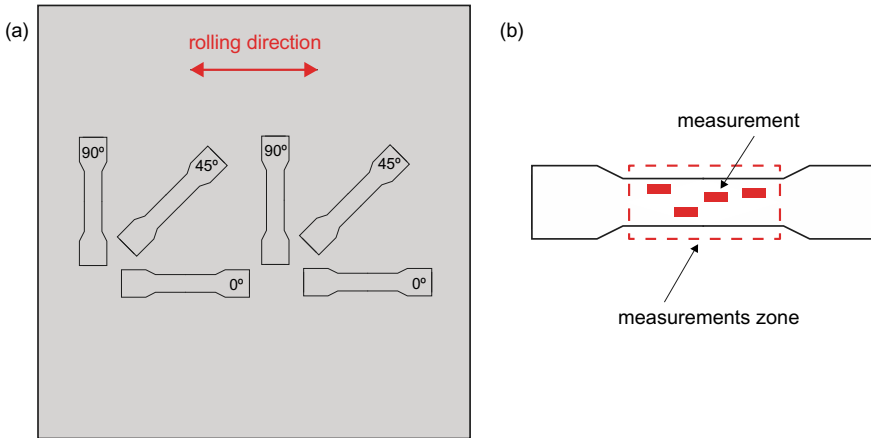 (a)
rolling direction
90º
45º
90º
45º
0º
0º
(b)
measurement
measurements zone